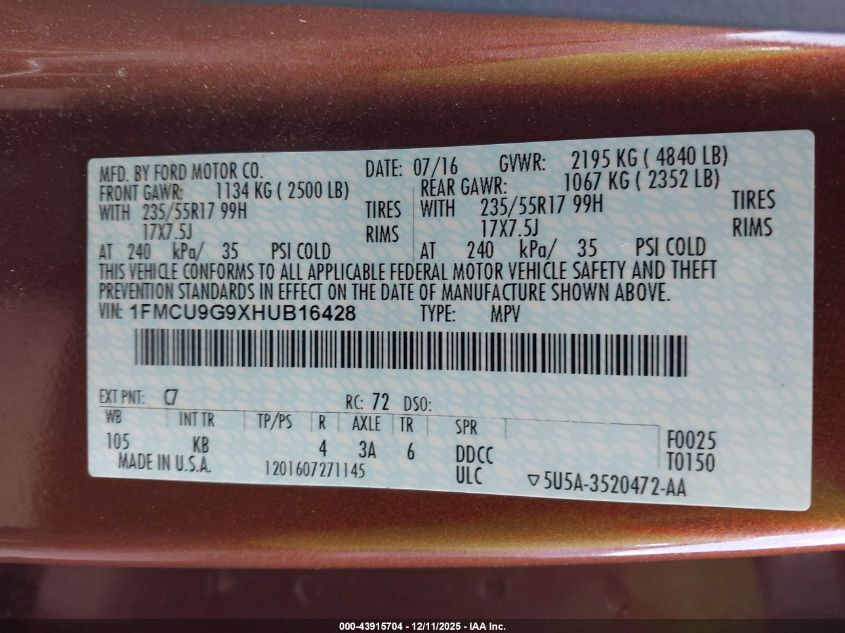 MFD. BY FORD MOTOR CO. DATE: 07/16 GVWR: 2195 KG ( 4840 LB)
FRONT GAWR: 1134 KG ( 2500 LB) REAR GAWR: 1067 KG ( 2352 LB)
WITH 235/55R17 99H TIRES WITH 235/55R17 99H TIRES
17X7.5J RIMS 17X7.5J RIMS
AT 240 kPa/ 35 PSI COLD AT 240 kPa/ 35 PSI COLD
THIS VEHICLE CONFORMS TO ALL APPLICABLE FEDERAL MOTOR VEHICLE SAFETY AND THEFT
PREVENTION STANDARDS IN EFFECT ON THE DATE OF MANUFACTURE SHOWN ABOVE.
VIN: 1FMCU9G9XHUB16428 TYPE: MPV
EXT PNT: C7 RC: 72 DSO:
WB INT TR TP/PS R AXLE TR SPR
105 KB 4 3A 6 DDCC F0025
MADE IN U.S.A. 1201607271145 ULC T0150
▽5U5A-3520472-AA
000-43915704 - 12/11/2025 - IAA Inc.